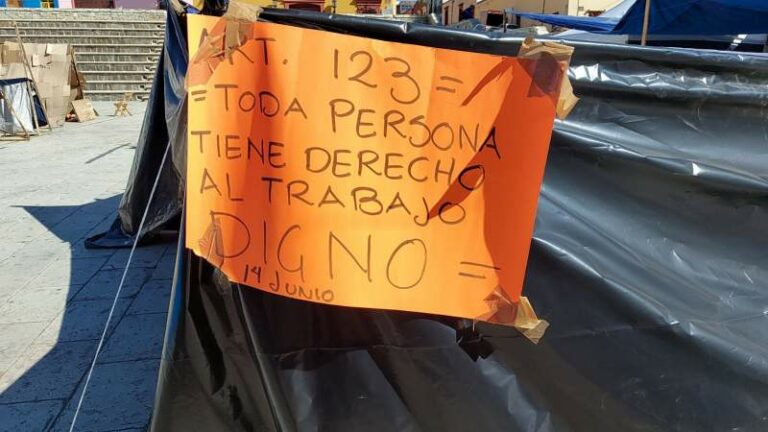 ART. 123=
=TODA PERSONA
TIENE DERECHO
AL TRABAJO
DIGNO=
14 JUNIO